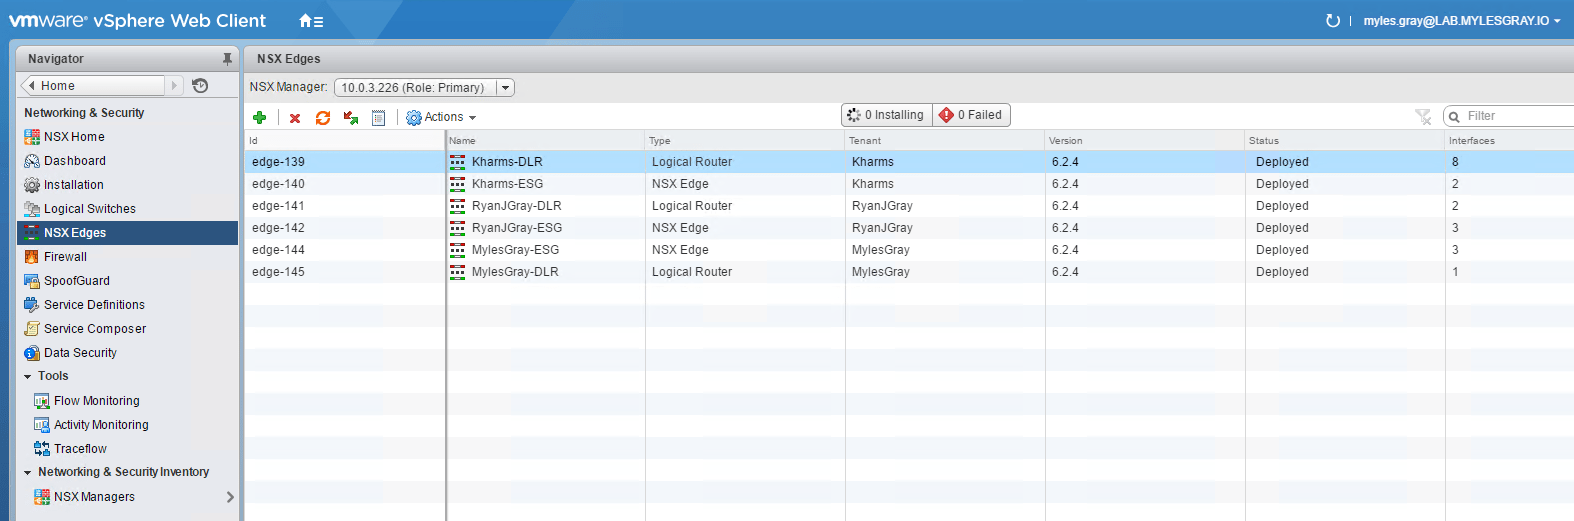 vmware® vSphere Web Client
myles.gray@LAB.MYLESGRAY.IO
Navigator
Home
Networking & Security
NSX Home
Dashboard
Installation
Logical Switches
NSX Edges
Firewall
SpoofGuard
Service Definitions
Service Composer
Data Security
Tools
Flow Monitoring
Activity Monitoring
Traceflow
Networking & Security Inventory
NSX Managers
NSX Edges
NSX Manager: 10.0.3.226 (Role: Primary)
Actions 0 Installing 0 Failed Filter
Id Name Type Tenant Version Status Interfaces
edge-139 Kharms-DLR Logical Router Kharms 6.2.4 Deployed 8
edge-140 Kharms-ESG NSX Edge Kharms 6.2.4 Deployed 2
edge-141 RyanJGray-DLR Logical Router RyanJGray 6.2.4 Deployed 2
edge-142 RyanJGray-ESG NSX Edge RyanJGray 6.2.4 Deployed 3
edge-144 MylesGray-ESG NSX Edge MylesGray 6.2.4 Deployed 3
edge-145 MylesGray-DLR Logical Router MylesGray 6.2.4 Deployed 1